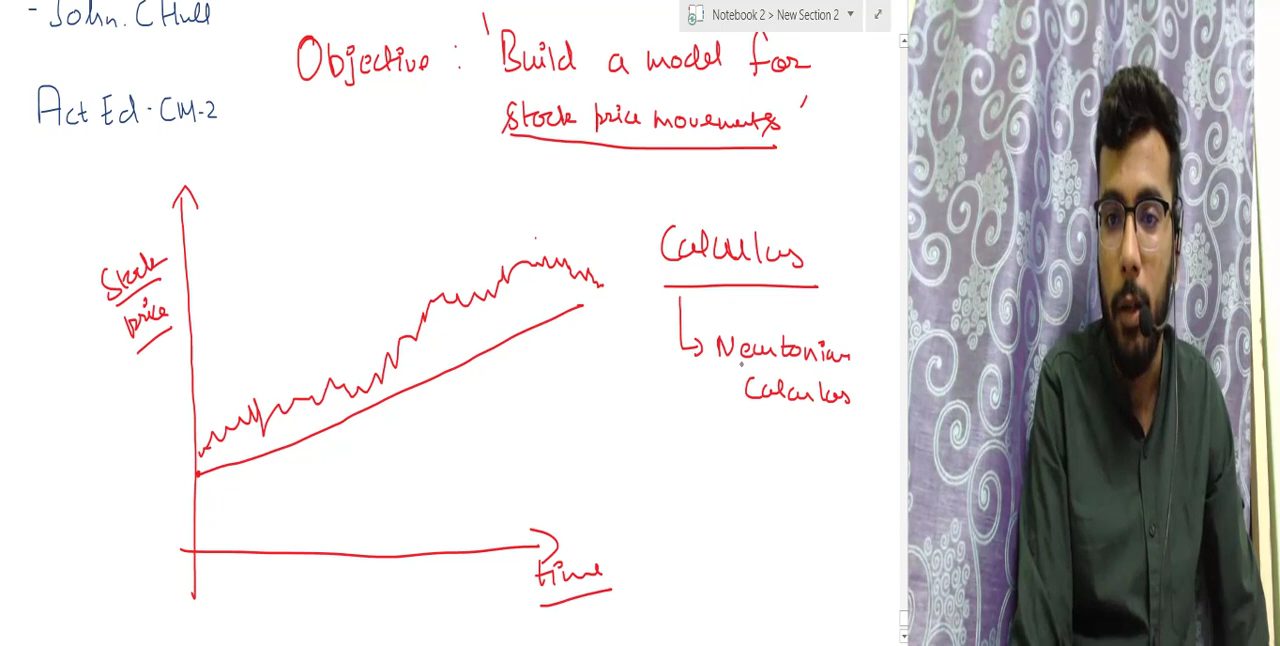 - John. C Hull
Notebook 2 > New Section 2
Objective : 'Build a model for
stock price movements'
Act Ed - CM-2
Stock
price
Calculus
Newtonian
Calculus
time